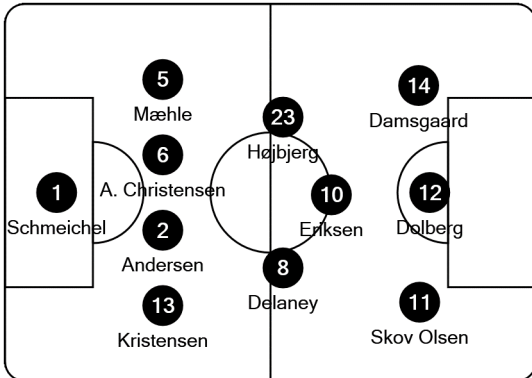 1
Schmeichel
5
Mæhle
6
A. Christensen
2
Andersen
13
Kristensen
23
Højbjerg
10
Eriksen
8
Delaney
14
Damsgaard
12
Dolberg
11
Skov Olsen